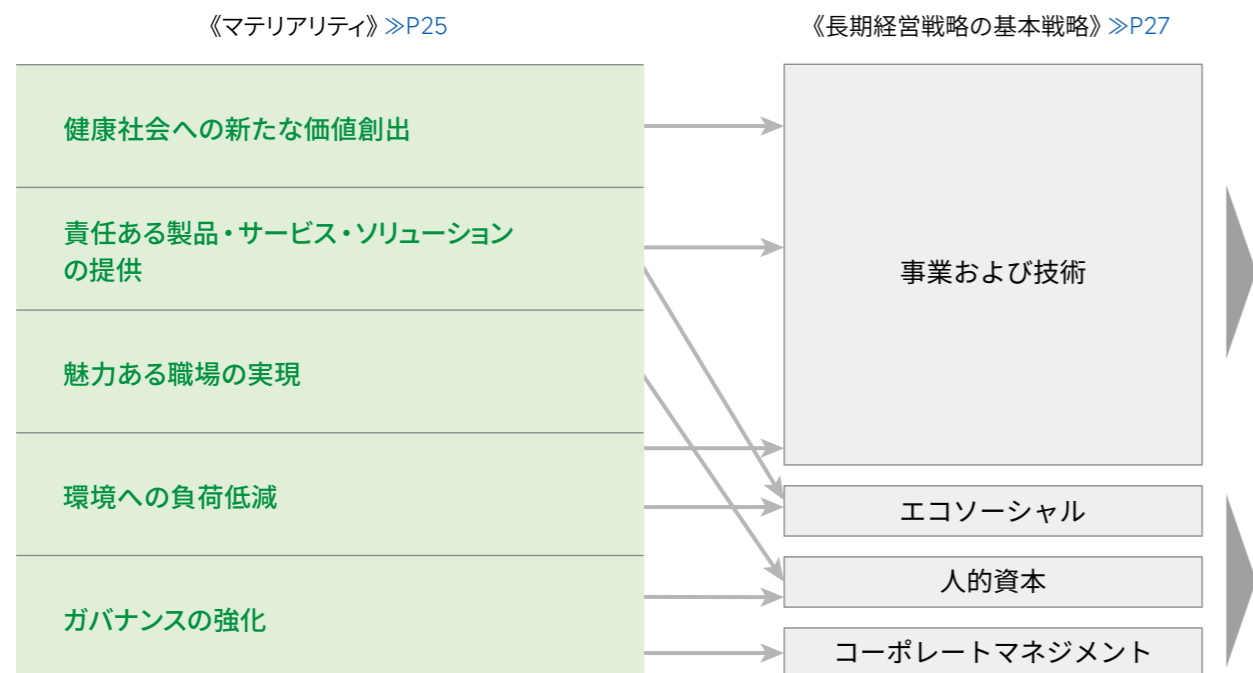 《マテリアリティ》≫P25
健康社会への新たな価値創出
責任ある製品・サービス・ソリューション
の提供
魅力ある職場の実現
環境への負荷低減
ガバナンスの強化
《長期経営戦略の基本戦略》≫P27
事業および技術
エコソーシャル
人的資本
コーポレートマネジメント